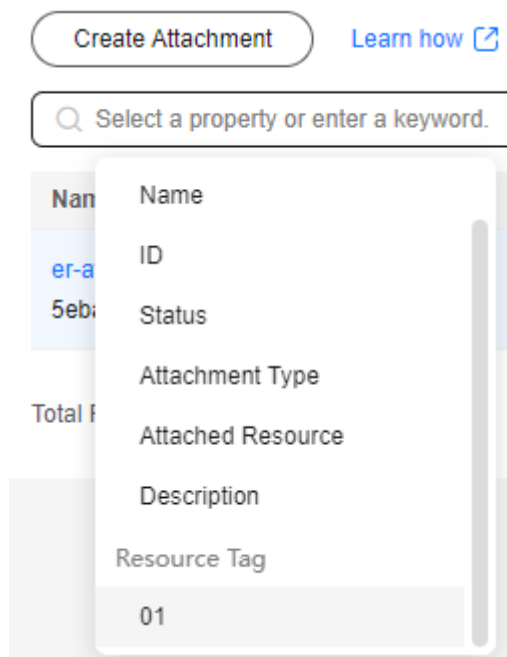 Create Attachment Learn how
Select a property or enter a keyword.
Name
ID
Status
Attachment Type
Attached Resource
Total
Description
Resource Tag
01